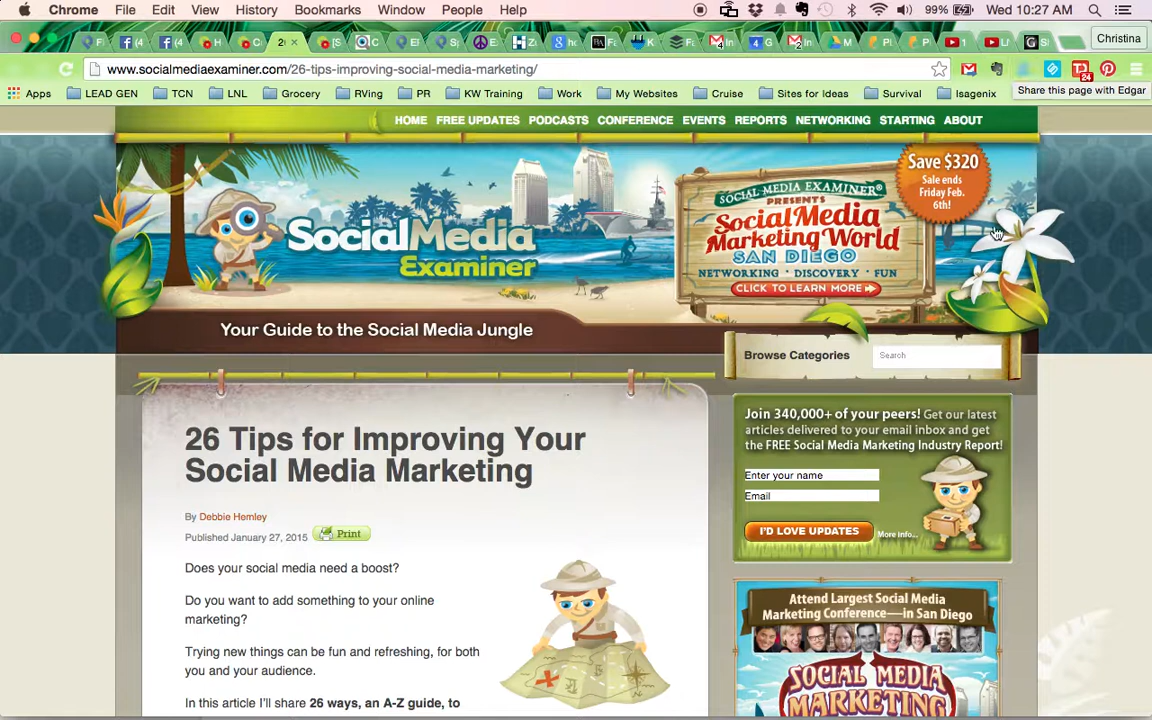 Chrome File Edit View History Bookmarks Window People Help 99% Wed 10:27 AM
Christina
www.socialmediaexaminer.com/26-tips-improving-social-media-marketing/
24
Apps LEAD GEN TCN LNL Grocery RVing PR KW Training Work My Websites Cruise Sites for Ideas Survival Isagenix
Share this page with Edgar
HOME FREE UPDATES PODCASTS CONFERENCE EVENTS REPORTS NETWORKING STARTING ABOUT
Save $320
Sale ends
Friday Feb.
6th!
SOCIAL MEDIA EXAMINER®
PRESENTS
Social Media
Marketing World
SAN DIEGO
NETWORKING · DISCOVERY · FUN
CLICK TO LEARN MORE
SocialMedia
Examiner
Your Guide to the Social Media Jungle
Browse Categories
Search
26 Tips for Improving Your
Social Media Marketing
By Debbie Hemley
Published January 27, 2015 Print
Does your social media need a boost?
Do you want to add something to your online
marketing?
Trying new things can be fun and refreshing, for both
you and your audience.
In this article I'll share 26 ways, an A-Z guide, to
Join 340,000+ of your peers! Get our latest
articles delivered to your email inbox and get
the FREE Social Media Marketing Industry Report!
Enter your name
Email
I'D LOVE UPDATES More info...
Attend Largest Social Media
Marketing Conference—in San Diego
SOCIAL MEDIA
MARKETING